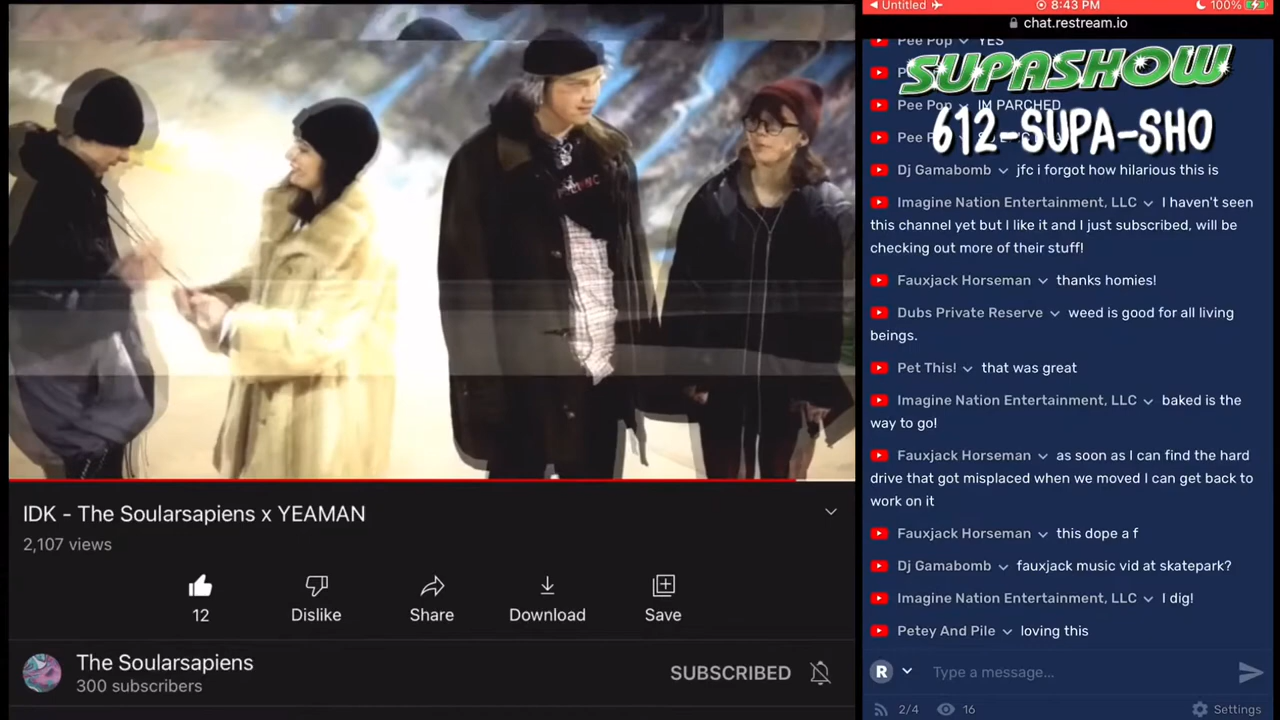 IDK - The Soularsapiens x YEAMAN
2,107 views
12
Dislike
Share
Download
Save
The Soularsapiens
300 subscribers
SUBSCRIBED
Untitled
8:43 PM
100%
chat.restream.io
Pee Pop YES
SUPASHOW
Pee Pop IM PARCHED
612-SUPA-SHO
Pee
Dj Gamabomb jfc i forgot how hilarious this is
Imagine Nation Entertainment, LLC I haven't seen
this channel yet but I like it and I just subscribed, will be
checking out more of their stuff!
Fauxjack Horseman thanks homies!
Dubs Private Reserve weed is good for all living
beings.
Pet This! that was great
Imagine Nation Entertainment, LLC baked is the
way to go!
Fauxjack Horseman as soon as I can find the hard
drive that got misplaced when we moved I can get back to
work on it
Fauxjack Horseman this dope a f
Dj Gamabomb fauxjack music vid at skatepark?
Imagine Nation Entertainment, LLC I dig!
Petey And Pile loving this
R
Type a message...
2/4
16
Settings